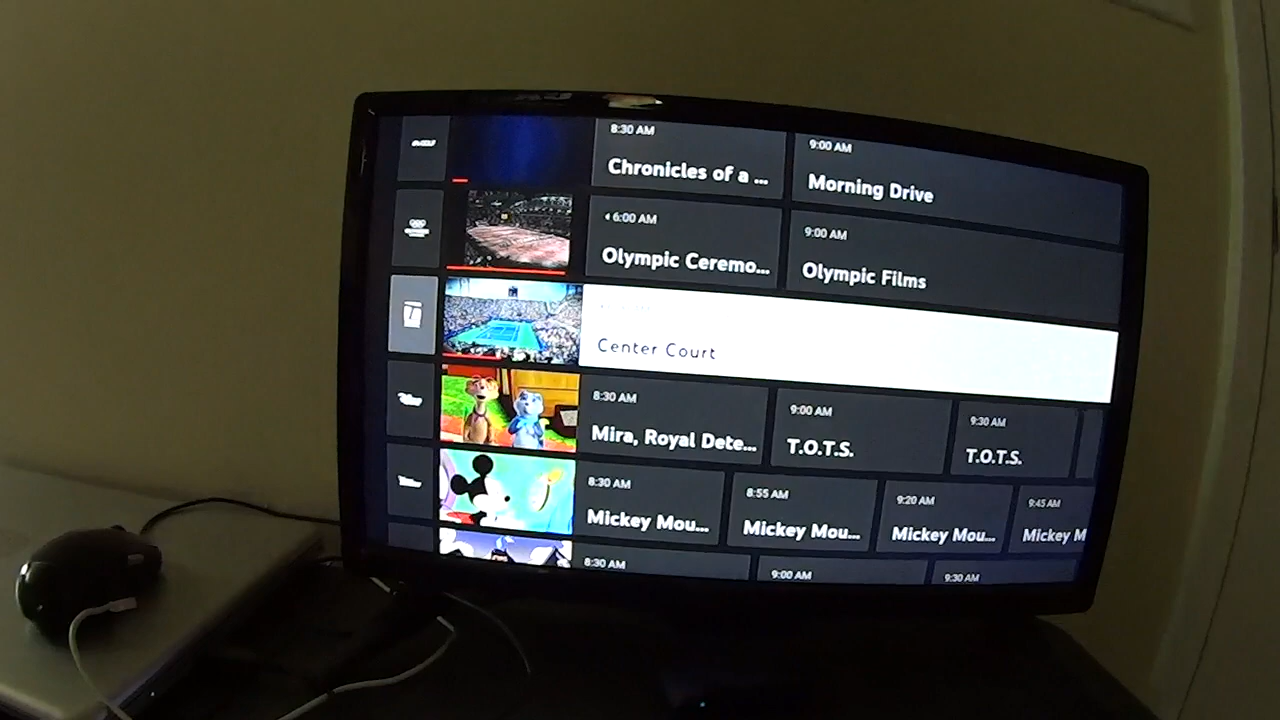 8:30 AM
Chronicles of a ...
9:00 AM
Morning Drive
6:00 AM
Olympic Ceremo...
9:00 AM
Olympic Films
Center Court
8:30 AM
Mira, Royal Dete...
9:00 AM
T.O.T.S.
9:30 AM
T.O.T.S.
8:30 AM
Mickey Mou...
8:55 AM
Mickey Mou...
9:20 AM
Mickey Mou...
9:45 AM
Mickey M
8:30 AM
9:00 AM
9:30 AM